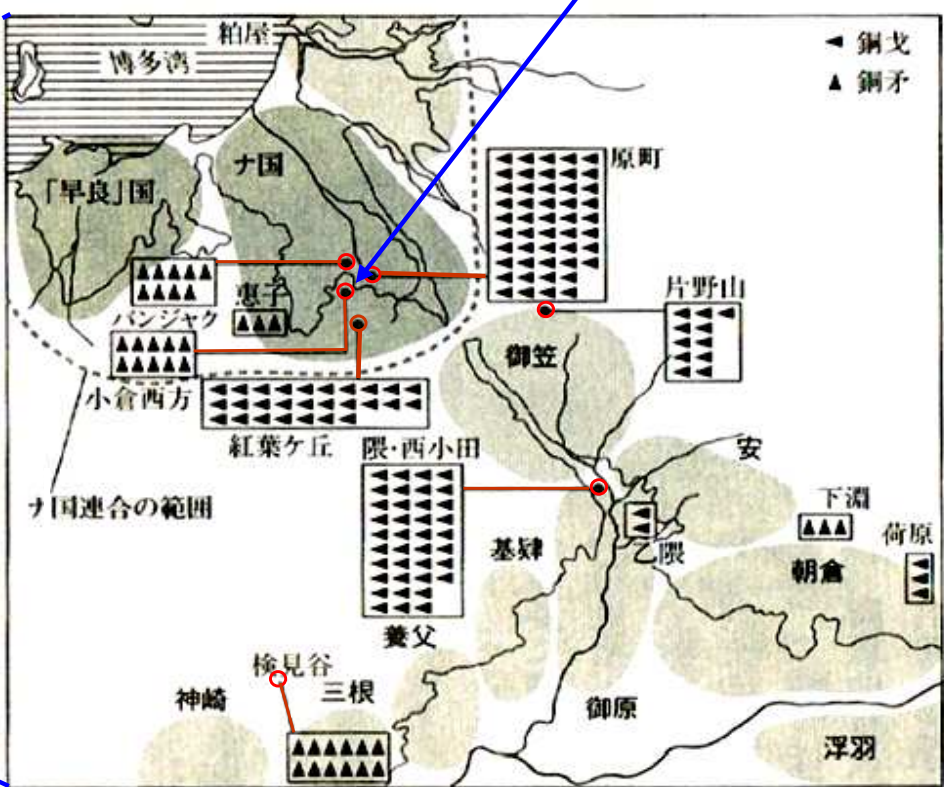 粕屋
博多湾
銅戈
銅矛
ナ国
「早良」国
原町
恵子
バンジャク
片野山
御笠
小倉西方
紅葉ケ丘
隈・西小田
安
ナ国連合の範囲
下淵
荷原
基肄
乙隈
朝倉
養父
検見谷
神崎
三根
御原
浮羽